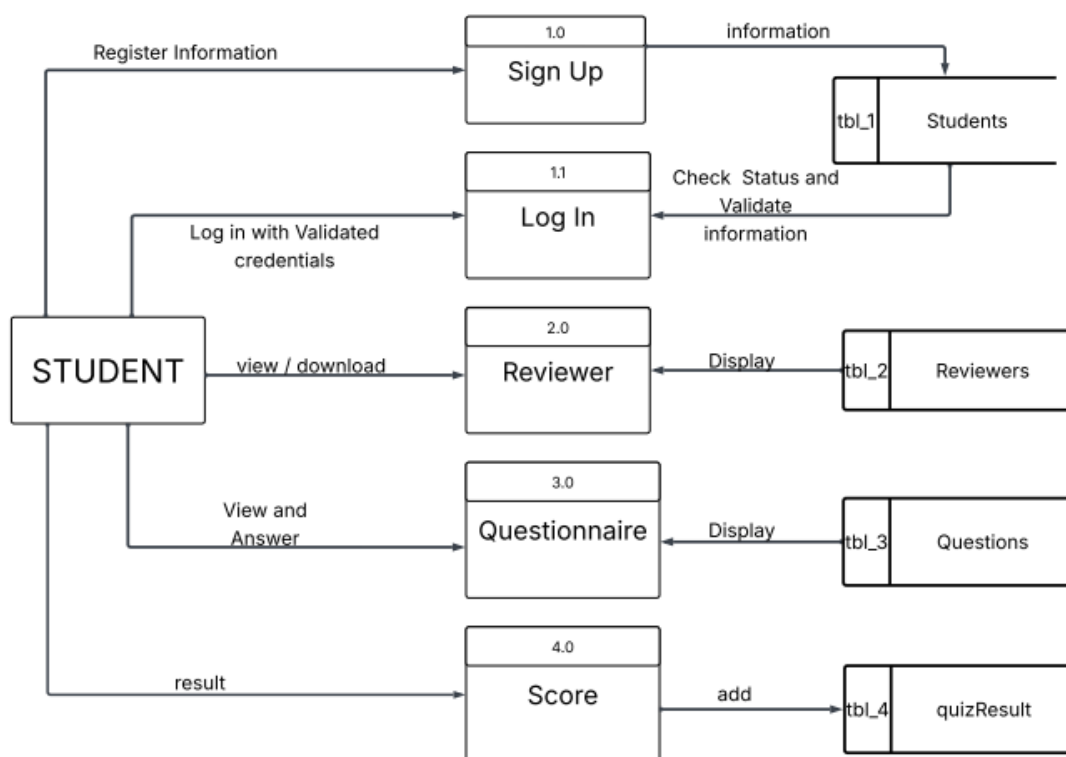 1.0
information
Register Information
Sign Up
tbl_1
Students
1.1
Check Status and
Validate
information
Log In
Log in with Validated
credentials
2.0
STUDENT
view / download
Reviewer
Display
tbl_2
Reviewers
3.0
View and
Answer
Questionnaire
Display
tbl_3
Questions
4.0
result
Score
add
tbl_4
quizResult